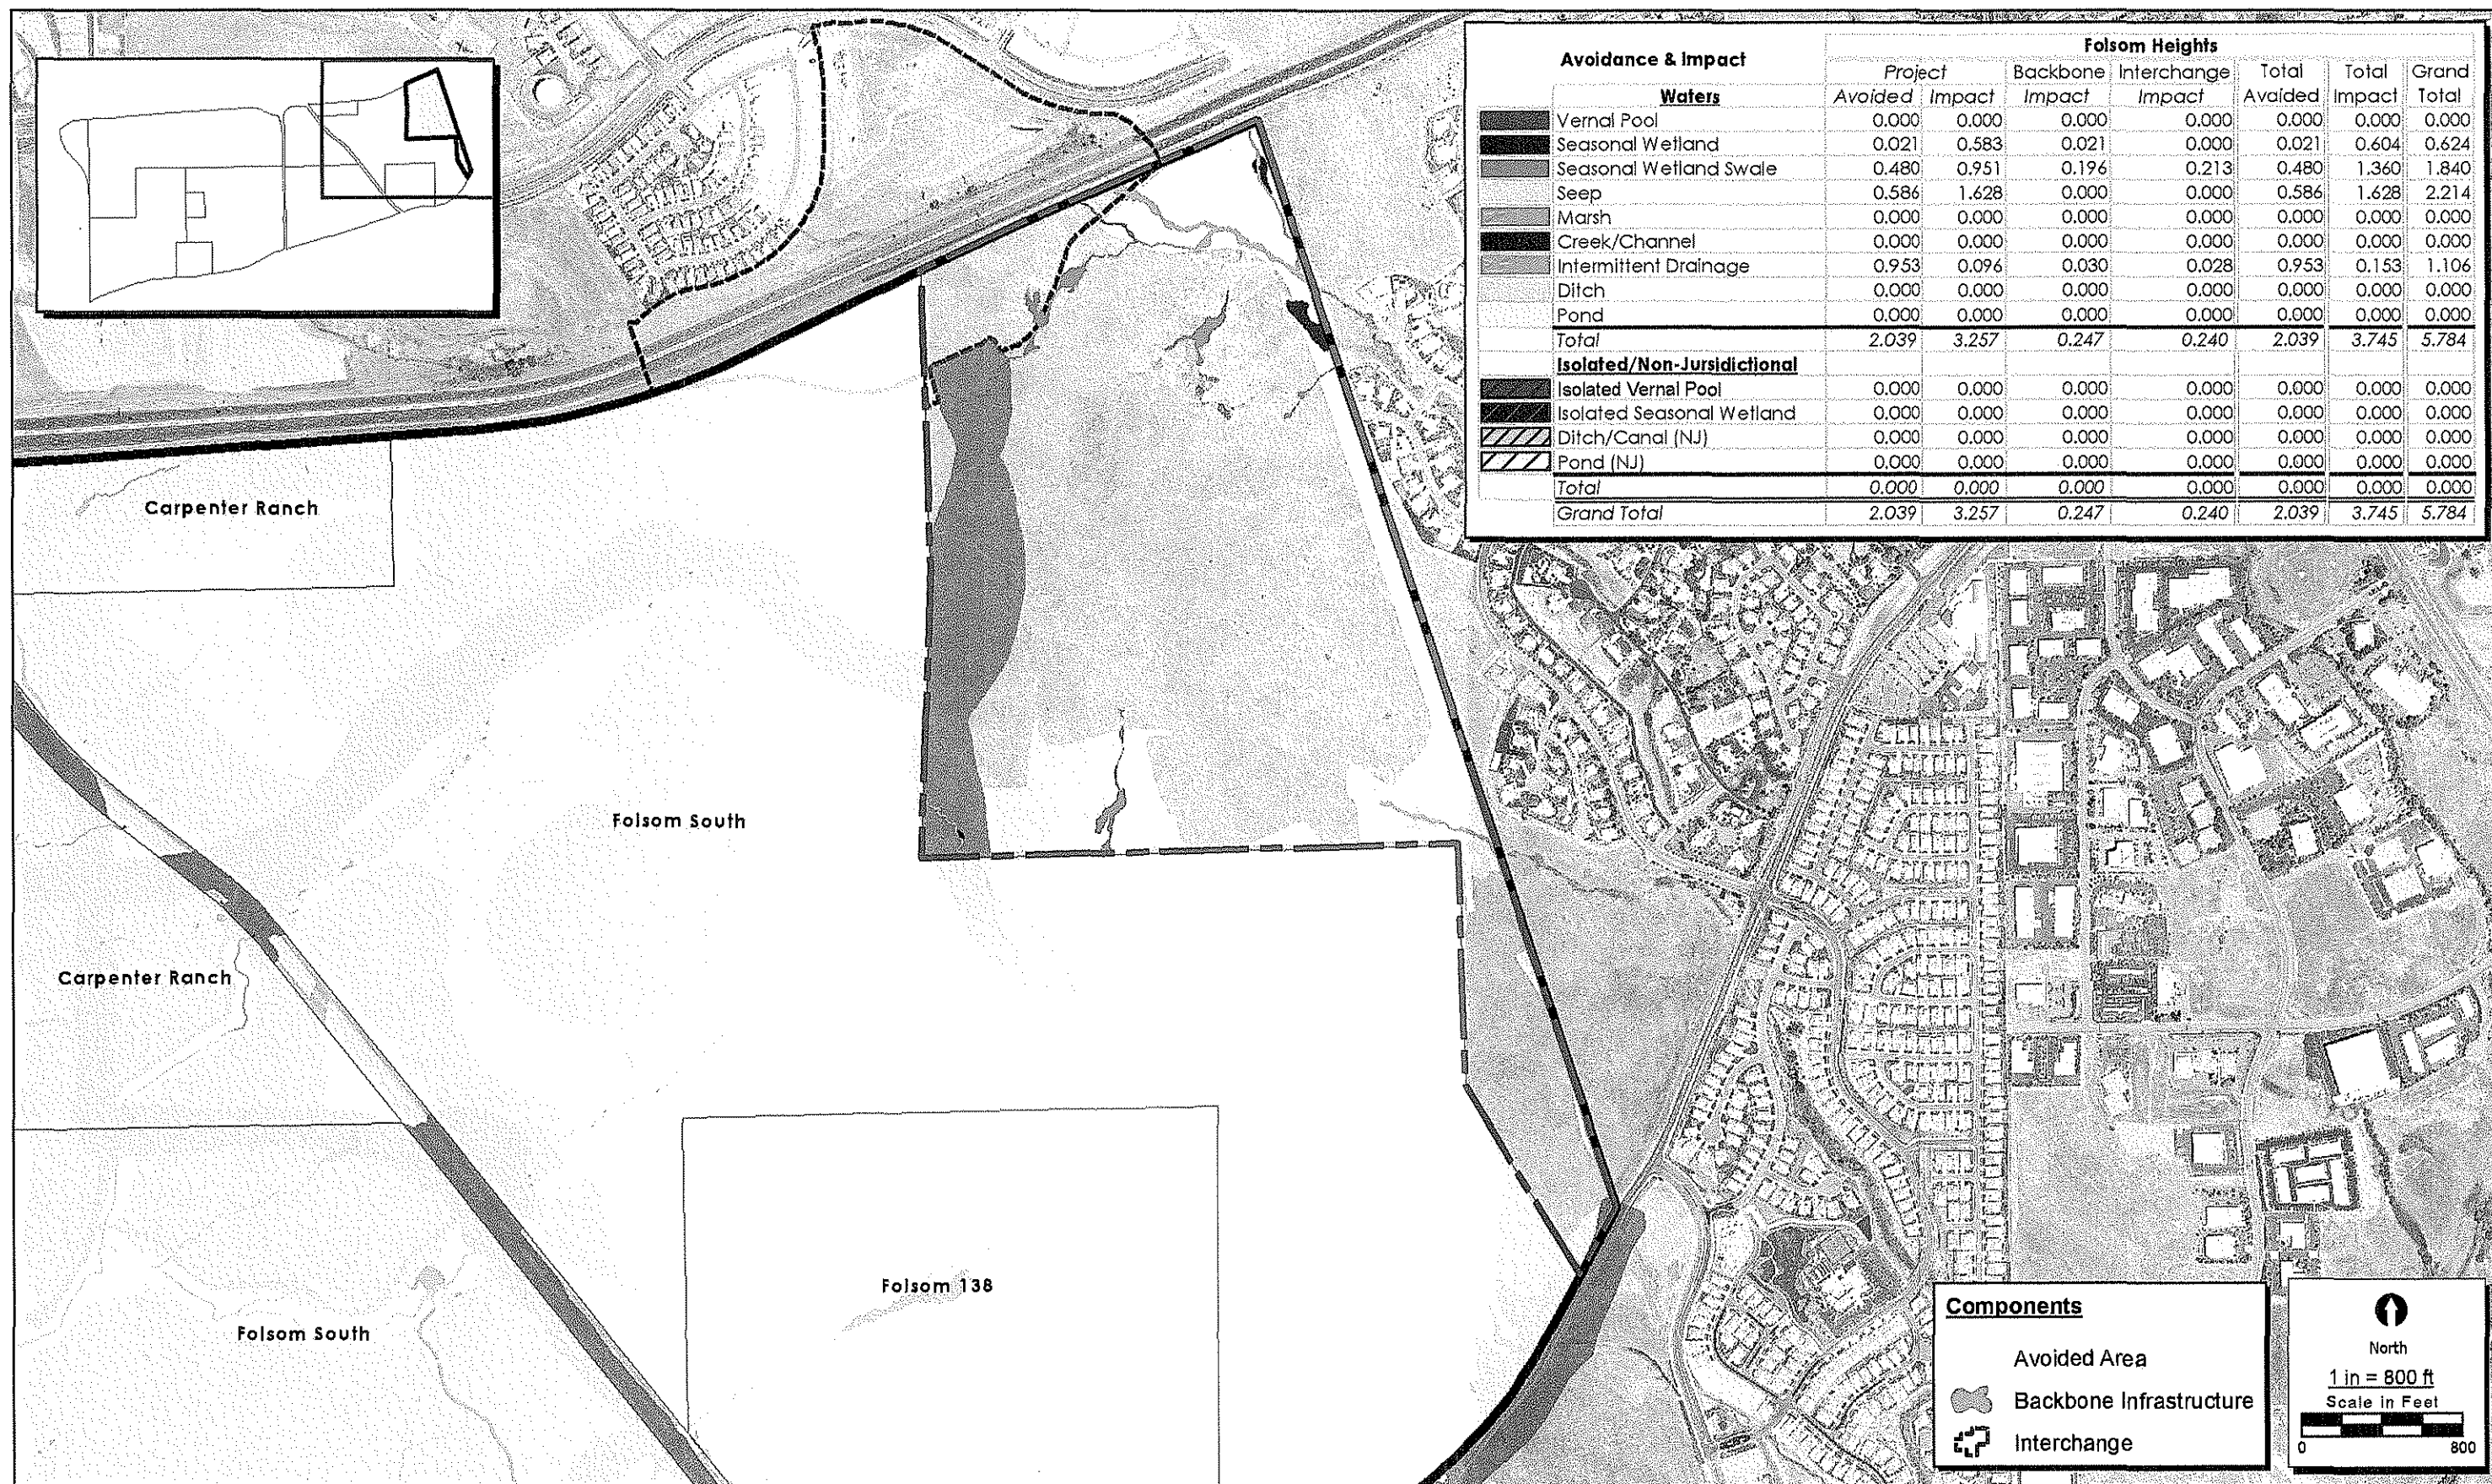 Avoidance & Impact
Folsom Heights
Project Backbone Interchange Total Total Grand
Waters Avoided Impact Impact Impact Avaided Impact Total
Vernal Pool 0.000 0.000 0.000 0.000 0.000 0.000 0.000
Seasonal Wetland 0.021 0.583 0.021 0.000 0.021 0.604 0.624
Seasonal Wetland Swale 0.480 0.951 0.196 0.213 0.480 1.360 1.840
Seep 0.586 1.628 0.000 0.000 0.586 1.628 2.214
Marsh 0.000 0.000 0.000 0.000 0.000 0.000 0.000
Creek/Channel 0.000 0.000 0.000 0.000 0.000 0.000 0.000
Intermittent Drainage 0.953 0.096 0.030 0.028 0.953 0.153 1.106
Ditch 0.000 0.000 0.000 0.000 0.000 0.000 0.000
Pond 0.000 0.000 0.000 0.000 0.000 0.000 0.000
Total 2.039 3.257 0.247 0.240 2.039 3.745 5.784
Isolated/Non-Jursidictional
Isolated Vernal Pool 0.000 0.000 0.000 0.000 0.000 0.000 0.000
Isolated Seasonal Wetland 0.000 0.000 0.000 0.000 0.000 0.000 0.000
Ditch/Canal (NJ) 0.000 0.000 0.000 0.000 0.000 0.000 0.000
Pond (NJ) 0.000 0.000 0.000 0.000 0.000 0.000 0.000
Total 0.000 0.000 0.000 0.000 0.000 0.000 0.000
Grand Total 2.039 3.257 0.247 0.240 2.039 3.745 5.784
Carpenter Ranch
Folsom South
Carpenter Ranch
Folsom 138
Folsom South
Components
Avoided Area
Backbone Infrastructure
Interchange
North
1 in = 800 ft
Scale in Feet
0 800